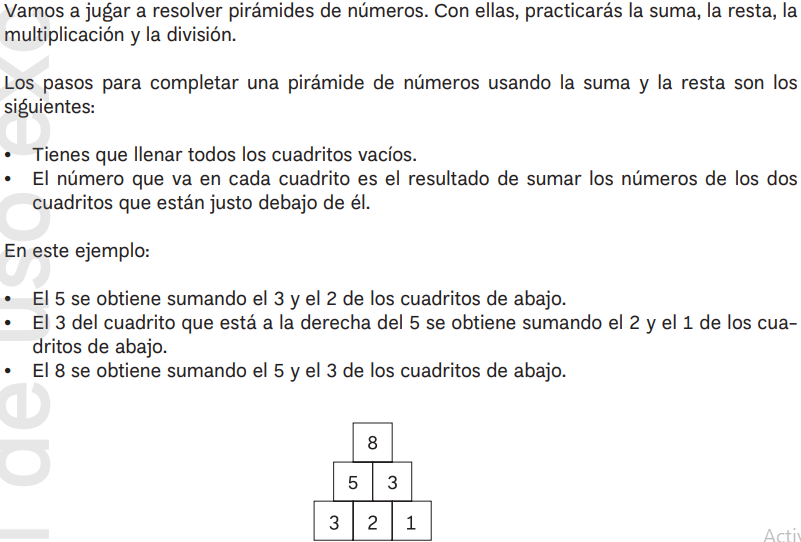 Vamos a jugar a resolver pirámides de números. Con ellas, practicarás la suma, la resta, la
multiplicación y la división.
Los pasos para completar una pirámide de números usando la suma y la resta son los
siguientes:
• Tienes que llenar todos los cuadritos vacíos.
• El número que va en cada cuadrito es el resultado de sumar los números de los dos
cuadritos que están justo debajo de él.
En este ejemplo:
• El 5 se obtiene sumando el 3 y el 2 de los cuadritos de abajo.
• El 3 del cuadrito que está a la derecha del 5 se obtiene sumando el 2 y el 1 de los cua-
dritos de abajo.
• El 8 se obtiene sumando el 5 y el 3 de los cuadritos de abajo.
8
5 3
3 2 1
de uso